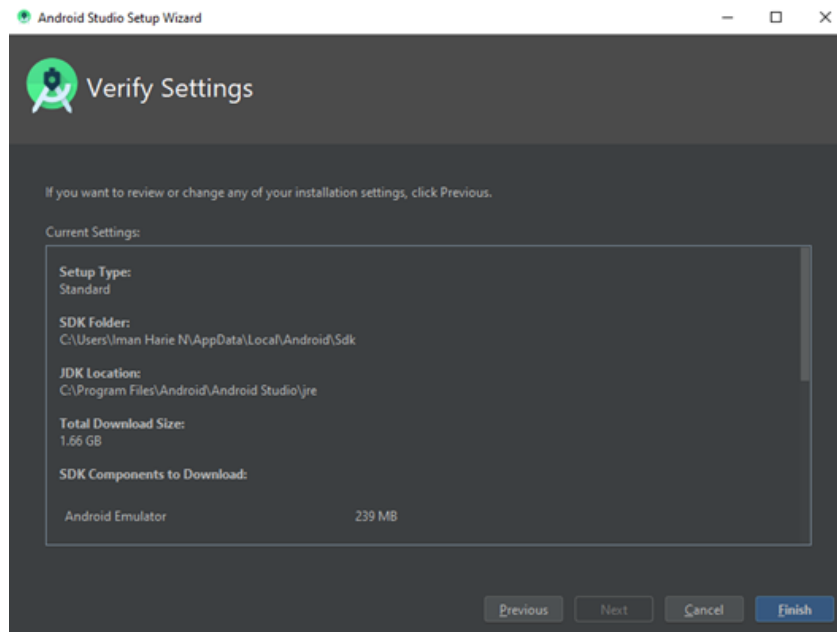 Android Studio Setup Wizard
Verify Settings
If you want to review or change any of your installation settings, click Previous.
Current Settings:
Setup Type:
Standard
SDK Folder:
C:\Users\Iman Harie N\AppData\Local\Android\Sdk
JDK Location:
C:\Program Files\Android\Android Studio\jre
Total Download Size:
1.66 GB
SDK Components to Download:
Android Emulator 239 MB
Previous Next Cancel Finish